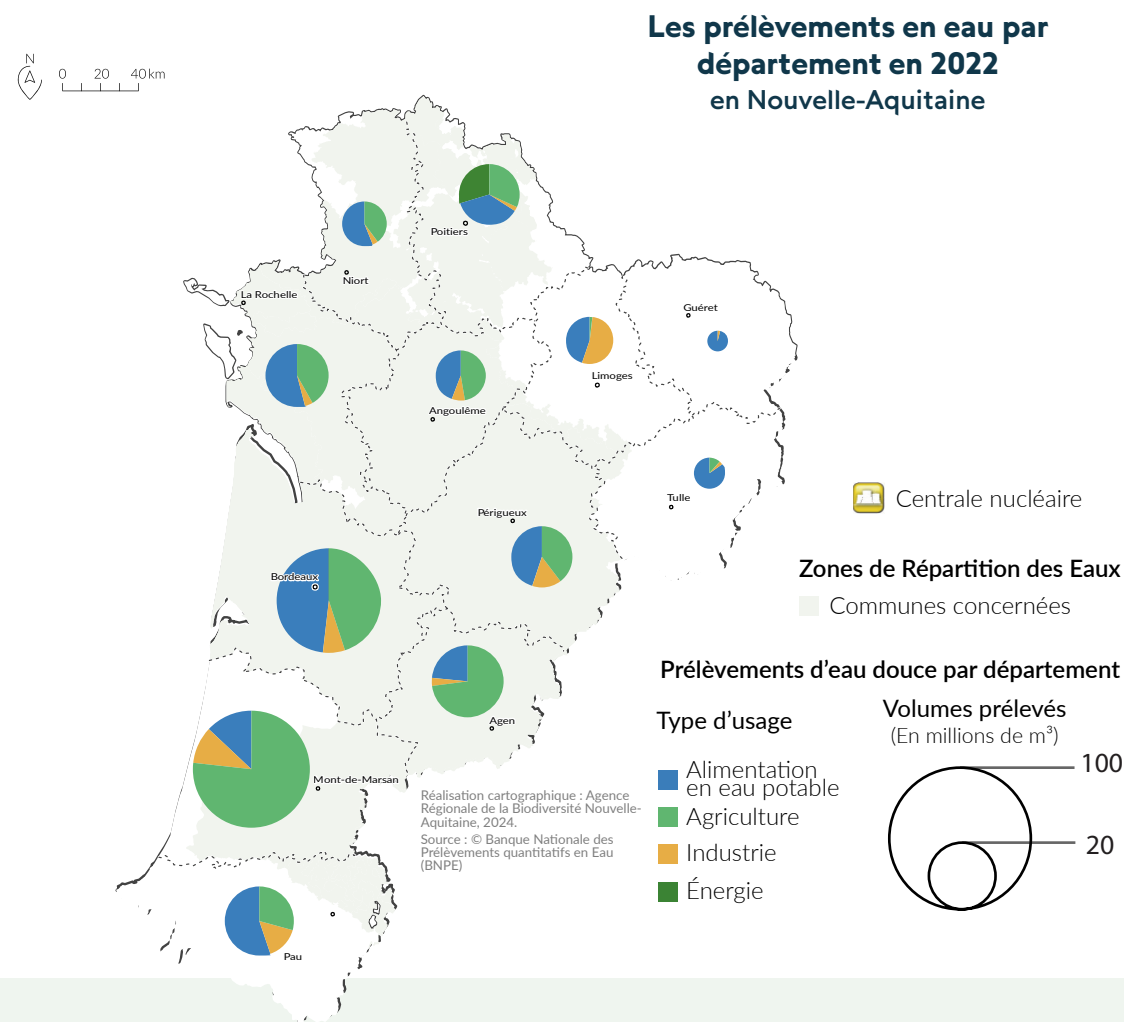 Les prélèvements en eau par
département en 2022
en Nouvelle-Aquitaine
N
0 20 40 km
Poitiers
Niort
La Rochelle
Guéret
Limoges
Angoulême
Tulle
Périgueux
Bordeaux
Agen
Mont-de-Marsan
Pau
Centrale nucléaire
Zones de Répartition des Eaux
Communes concernées
Prélèvements d'eau douce par département
Type d'usage
Alimentation
en eau potable
Agriculture
Industrie
Énergie
Volumes prélevés
(En millions de m³)
100
20
Réalisation cartographique : Agence
Régionale de la Biodiversité Nouvelle-
Aquitaine, 2024.
Source : © Banque Nationale des
Prélèvements quantitatifs en Eau
(BNPE)